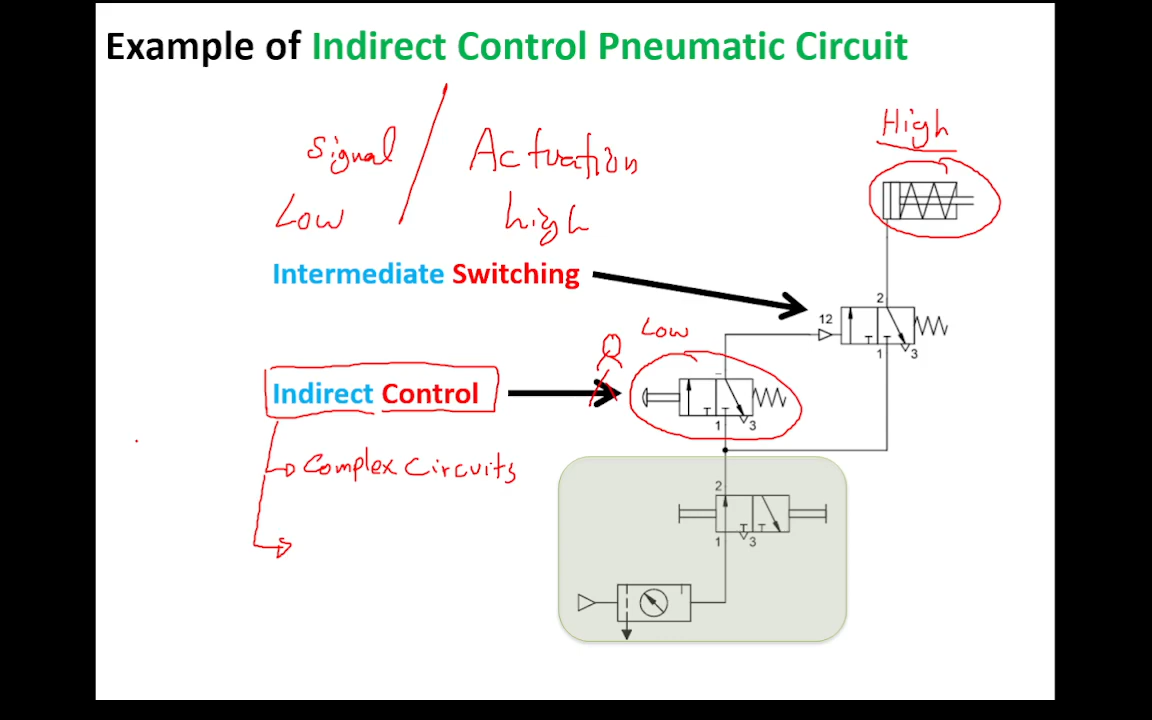 Example of Indirect Control Pneumatic Circuit
Signal / Actuation
Low high
High
Intermediate Switching
2
12
1 3
Low
Indirect Control
1 3
Complex Circuits
2
1 3